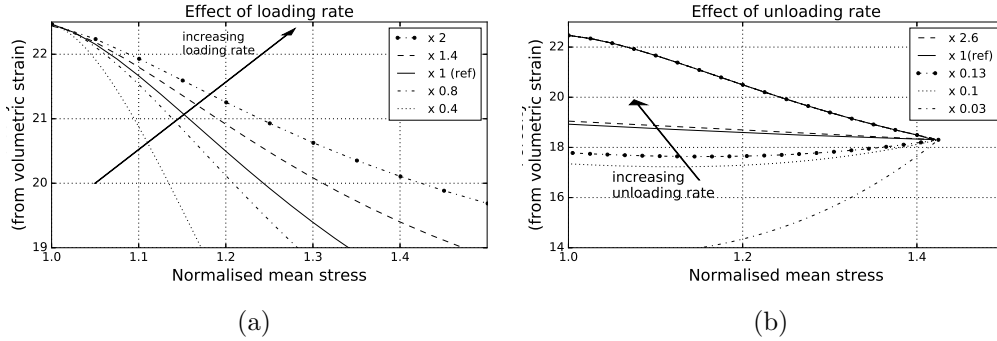 Effect of loading rate
increasing
loading rate
x 2
x 1.4
x 1 (ref)
x 0.8
x 0.4
22
21
20
19
(from volumetric strain)
1.0 1.1 1.2 1.3 1.4
Normalised mean stress
(a)
Effect of unloading rate
x 2.6
x 1(ref)
x 0.13
x 0.1
x 0.03
increasing
unloading rate
22
20
18
16
14
(from volumetric strain)
1.0 1.2 1.4
Normalised mean stress
(b)